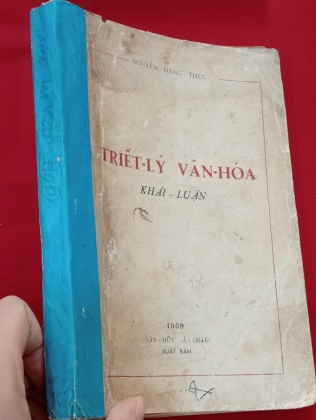 NGUYỄN ĐĂNG THỤC
TRIẾT-LÝ VĂN-HÓA
KHÁI-LUẬN
1959
VĂN-HỮU Á-CHÂU
XUẤT BẢN